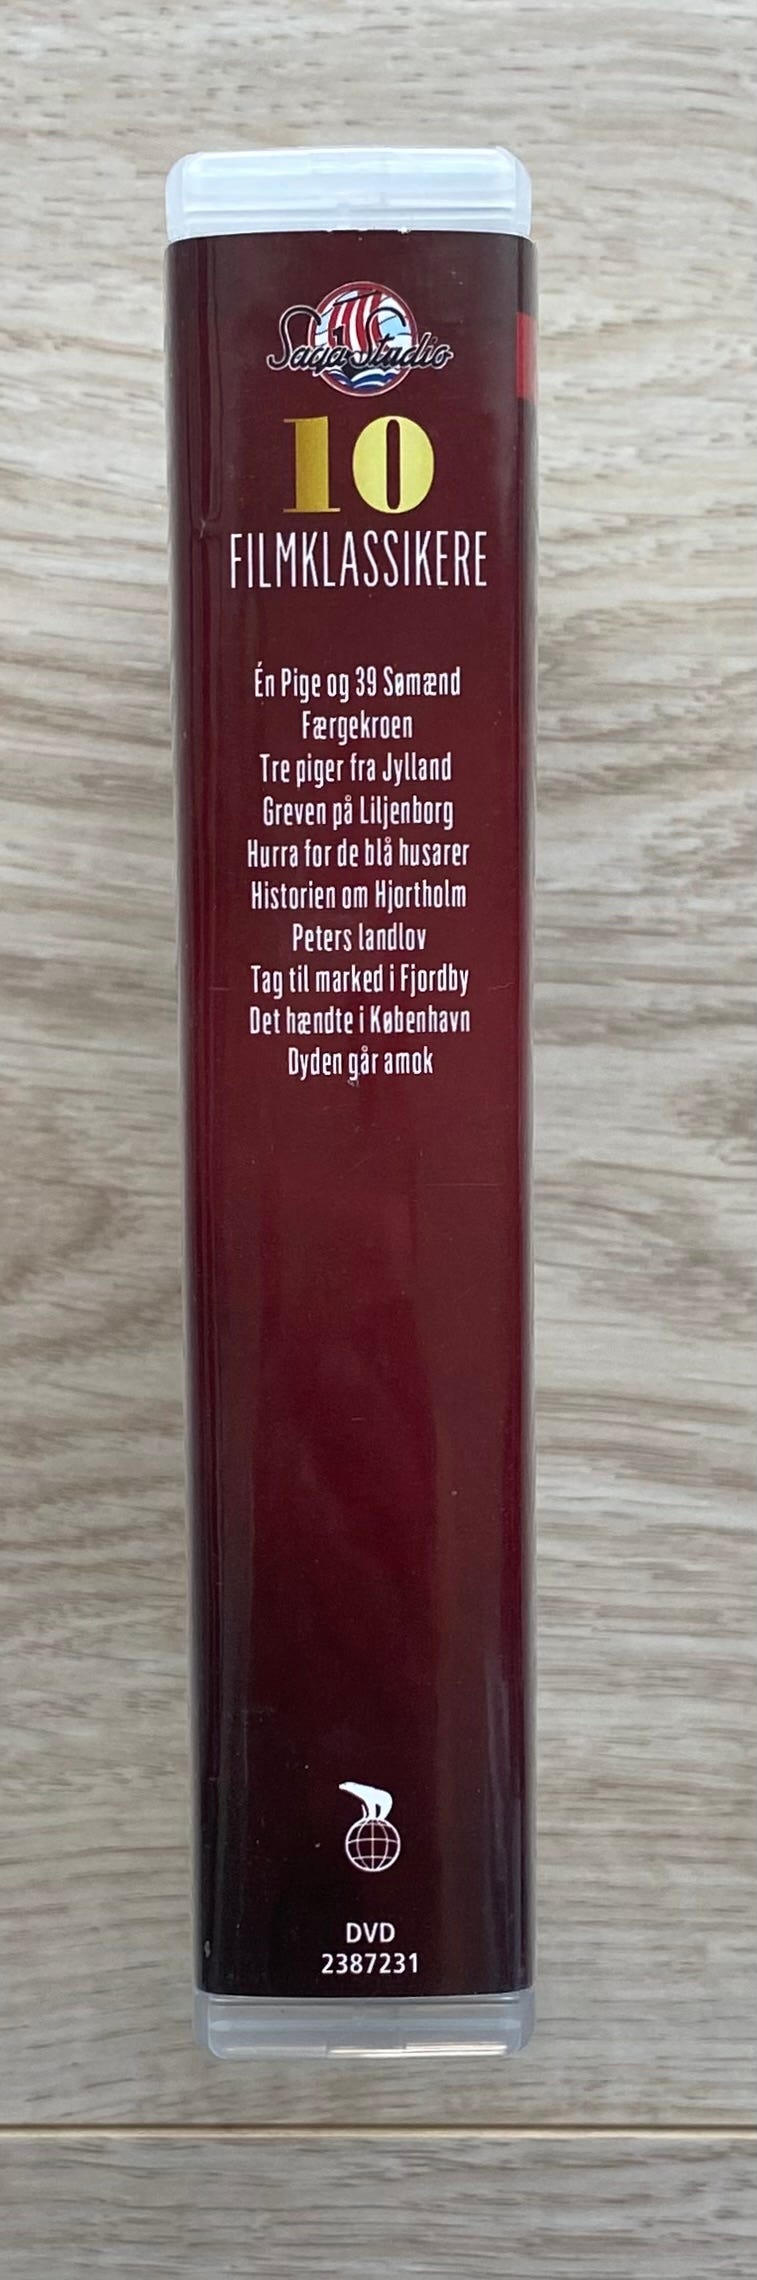 Saga Studio
10
FILMKLASSIKERE
Én Pige og 39 Sømænd
Færgekroen
Tre piger fra Jylland
Greven på Liljenborg
Hurra for de blå husarer
Historien om Hjortholm
Peters landlov
Tag til marked i Fjordby
Det hændte i København
Dyden går amok
DVD
2387231